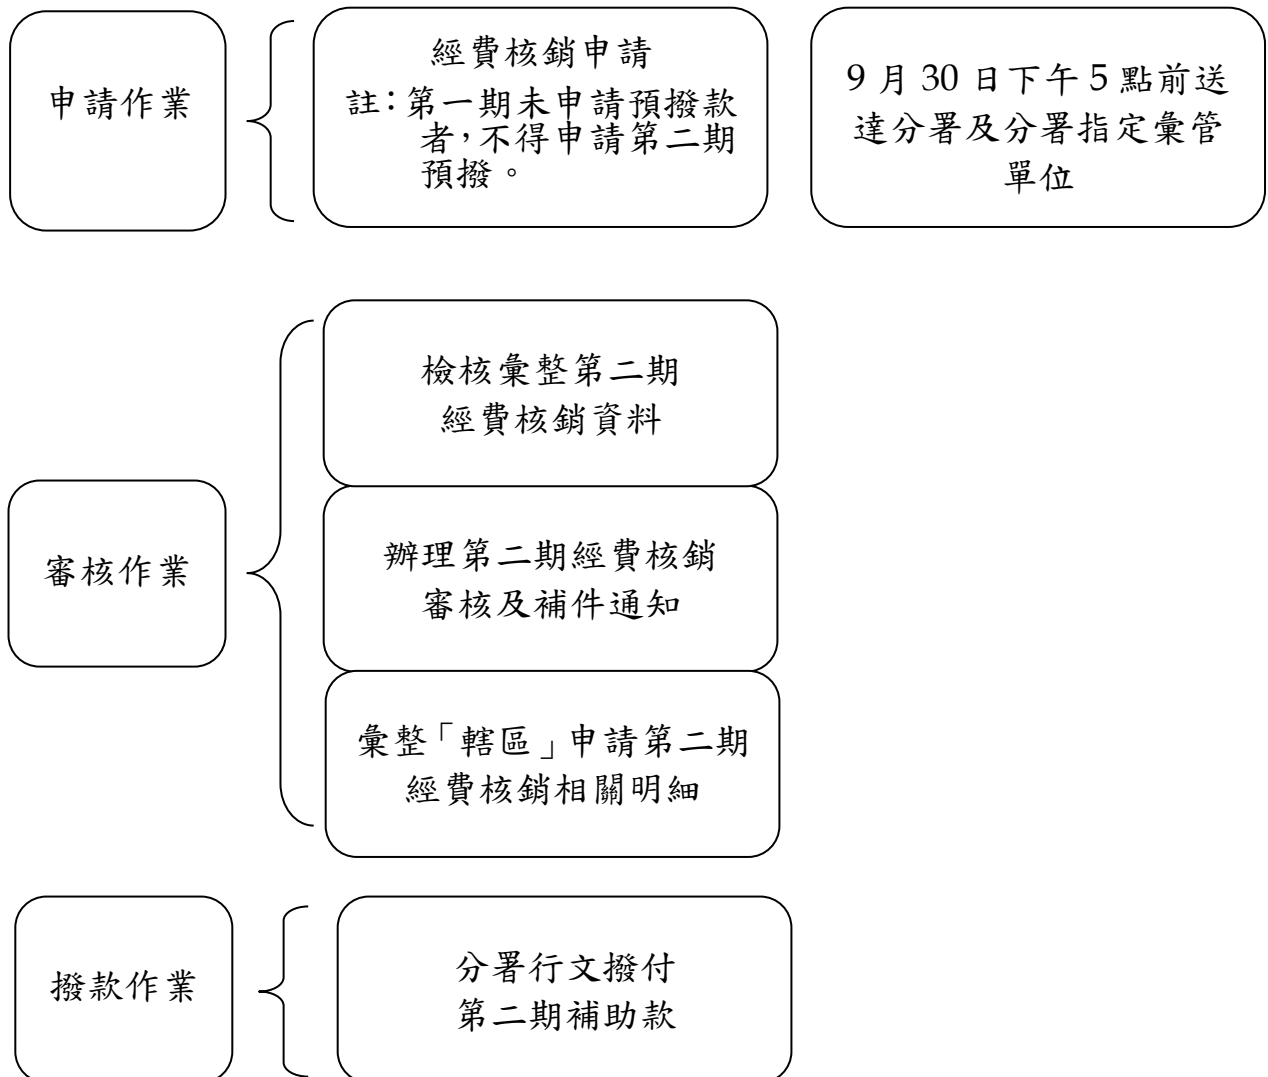 申請作業
經費核銷申請
註：第一期未申請預撥款
者，不得申請第二期
預撥。
9 月 30 日下午 5 點前送
達分署及分署指定彙管
單位
審核作業
檢核彙整第二期
經費核銷資料
辦理第二期經費核銷
審核及補件通知
彙整「轄區」申請第二期
經費核銷相關明細
撥款作業
分署行文撥付
第二期補助款